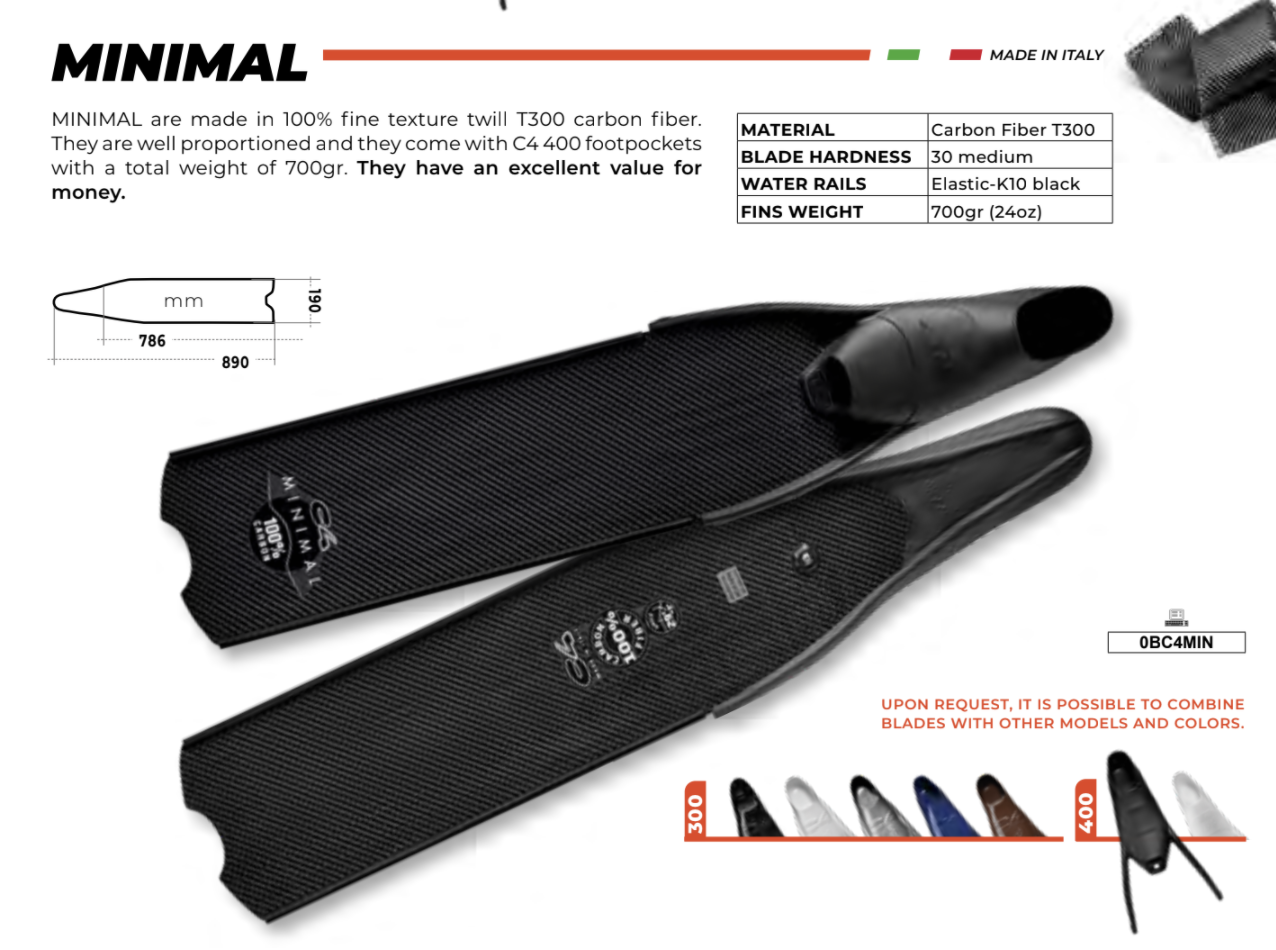 MINIMAL
MADE IN ITALY
MINIMAL are made in 100% fine texture twill T300 carbon fiber.
They are well proportioned and they come with C4 400 footpockets
with a total weight of 700gr. They have an excellent value for
money.
MATERIAL Carbon Fiber T300
BLADE HARDNESS 30 medium
WATER RAILS Elastic-K10 black
FINS WEIGHT 700gr (24oz)
mm
190
786
890
MINIMAL
100%
CARBON
C4
100%
CARBON
FIBER
C4
0BC4MIN
UPON REQUEST, IT IS POSSIBLE TO COMBINE
BLADES WITH OTHER MODELS AND COLORS.
300
400